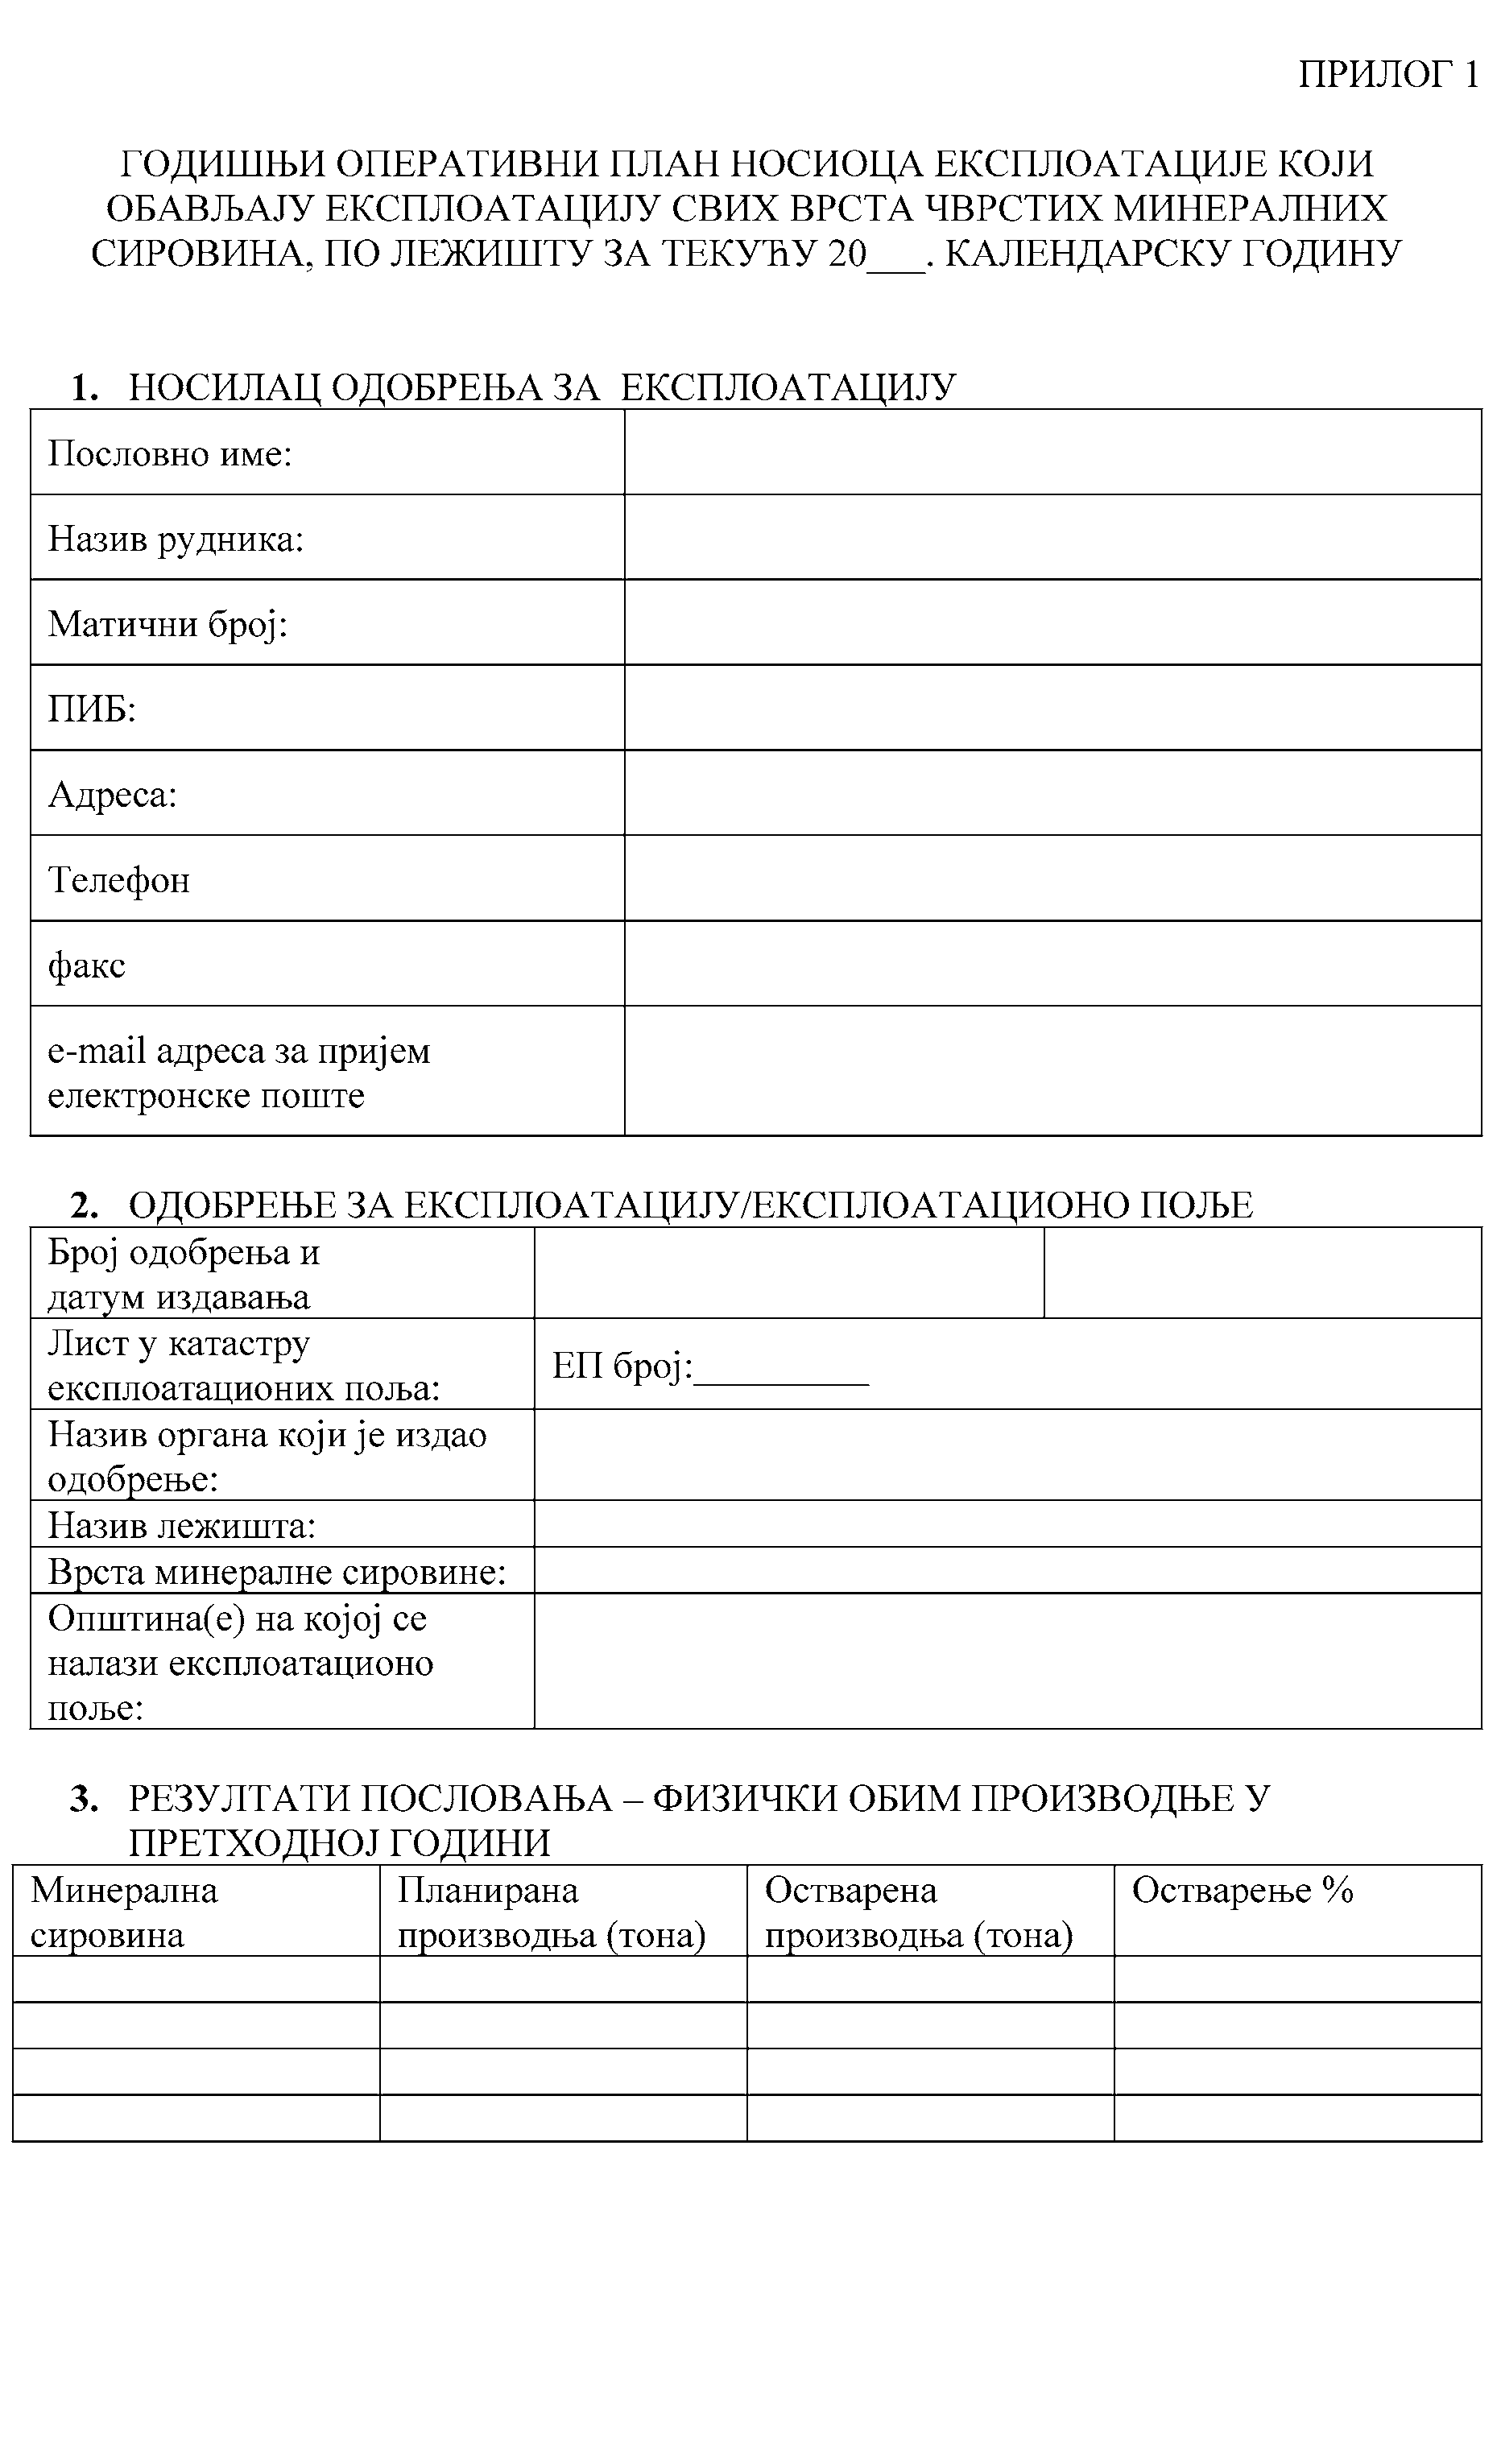 ПРИЛОГ 1
ГОДИШЊИ ОПЕРАТИВНИ ПЛАН НОСИОЦА ЕКСПЛОАТАЦИЈЕ КОЈИ
ОБАВЉАЈУ ЕКСПЛОАТАЦИЈУ СВИХ ВРСТА ЧВРСТИХ МИНЕРАЛНИХ
СИРОВИНА, ПО ЛЕЖИШТУ ЗА ТЕКУЋУ 20___. КАЛЕНДАРСКУ ГОДИНУ
1. НОСИЛАЦ ОДОБРЕЊА ЗА ЕКСПЛОАТАЦИЈУ
Пословно име:
Назив рудника:
Матични број:
ПИБ:
Адреса:
Телефон
факс
e-mail адреса за пријем
електронске поште
2. ОДОБРЕЊЕ ЗА ЕКСПЛОАТАЦИЈУ/ЕКСПЛОАТАЦИОНО ПОЉЕ
Број одобрења и
датум издавања
Лист у катастру
експлоатационих поља:
ЕП број:_________
Назив органа који је издао
одобрење:
Назив лежишта:
Врста минералне сировине:
Општина(е) на којој се
налази експлоатационо
поље:
3. РЕЗУЛТАТИ ПОСЛОВАЊА – ФИЗИЧКИ ОБИМ ПРОИЗВОДЊЕ У
ПРЕТХОДНОЈ ГОДИНИ
Минерална
сировина
Планирана
производња (тона)
Остварена
производња (тона)
Остварење %